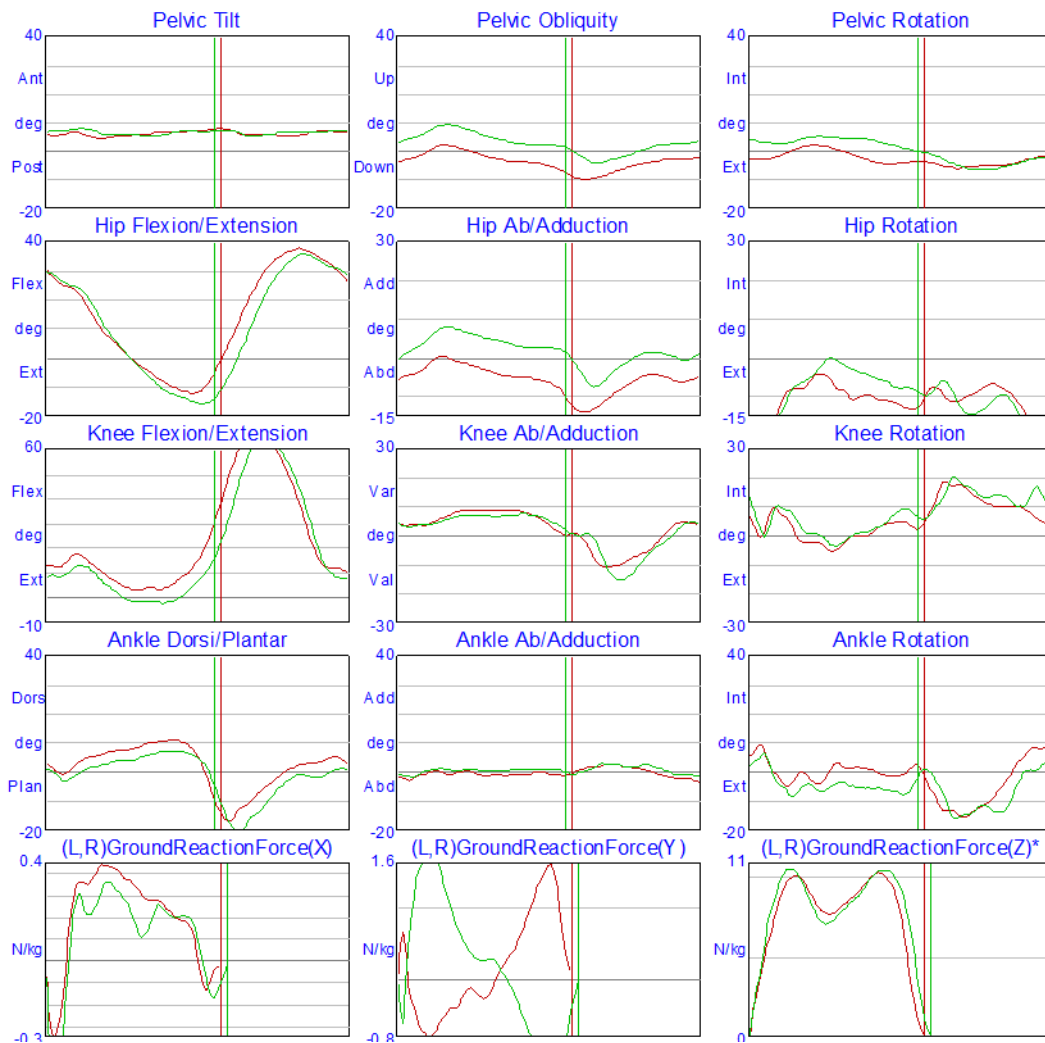 Pelvic Tilt
Pelvic Obliquity
Pelvic Rotation
40
Ant
deg
Post
-20
40
Up
deg
Down
-20
40
Int
deg
Ext
-20
Hip Flexion/Extension
Hip Ab/Adduction
Hip Rotation
40
Flex
deg
Ext
-20
30
Add
deg
Abd
-15
30
Int
deg
Ext
-15
Knee Flexion/Extension
Knee Ab/Adduction
Knee Rotation
60
Flex
deg
Ext
-10
30
Var
deg
Val
-30
30
Int
deg
Ext
-30
Ankle Dorsi/Plantar
Ankle Ab/Adduction
Ankle Rotation
40
Dors
deg
Plan
-20
40
Add
deg
Abd
-20
40
Int
deg
Ext
-20
(L,R)GroundReactionForce(X)
(L,R)GroundReactionForce(Y)
(L,R)GroundReactionForce(Z)*
0.4
N/kg
-0.3
1.6
N/kg
-0.8
11
N/kg
0